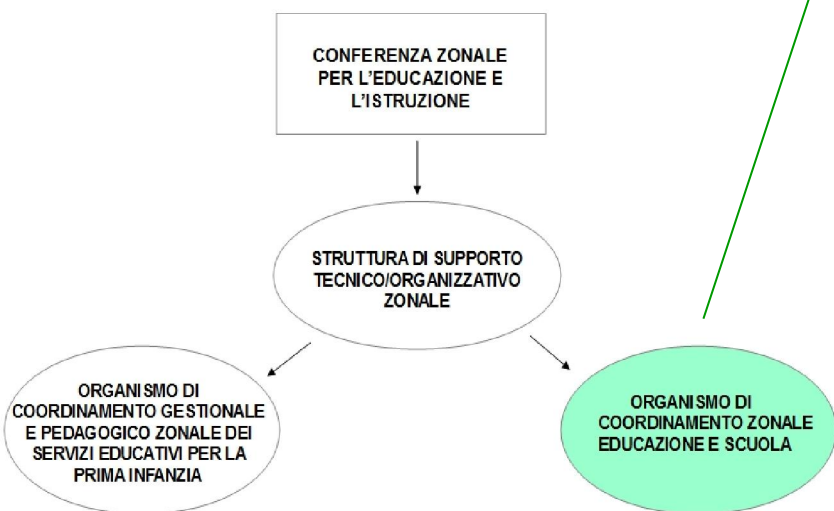 CONFERENZA ZONALE
PER L'EDUCAZIONE E
L'ISTRUZIONE
STRUTTURA DI SUPPORTO
TECNICO/ORGANIZZATIVO
ZONALE
ORGANISMO DI
COORDINAMENTO GESTIONALE
E PEDAGOGICO ZONALE DEI
SERVIZI EDUCATIVI PER LA
PRIMA INFANZIA
ORGANISMO DI
COORDINAMENTO ZONALE
EDUCAZIONE E SCUOLA